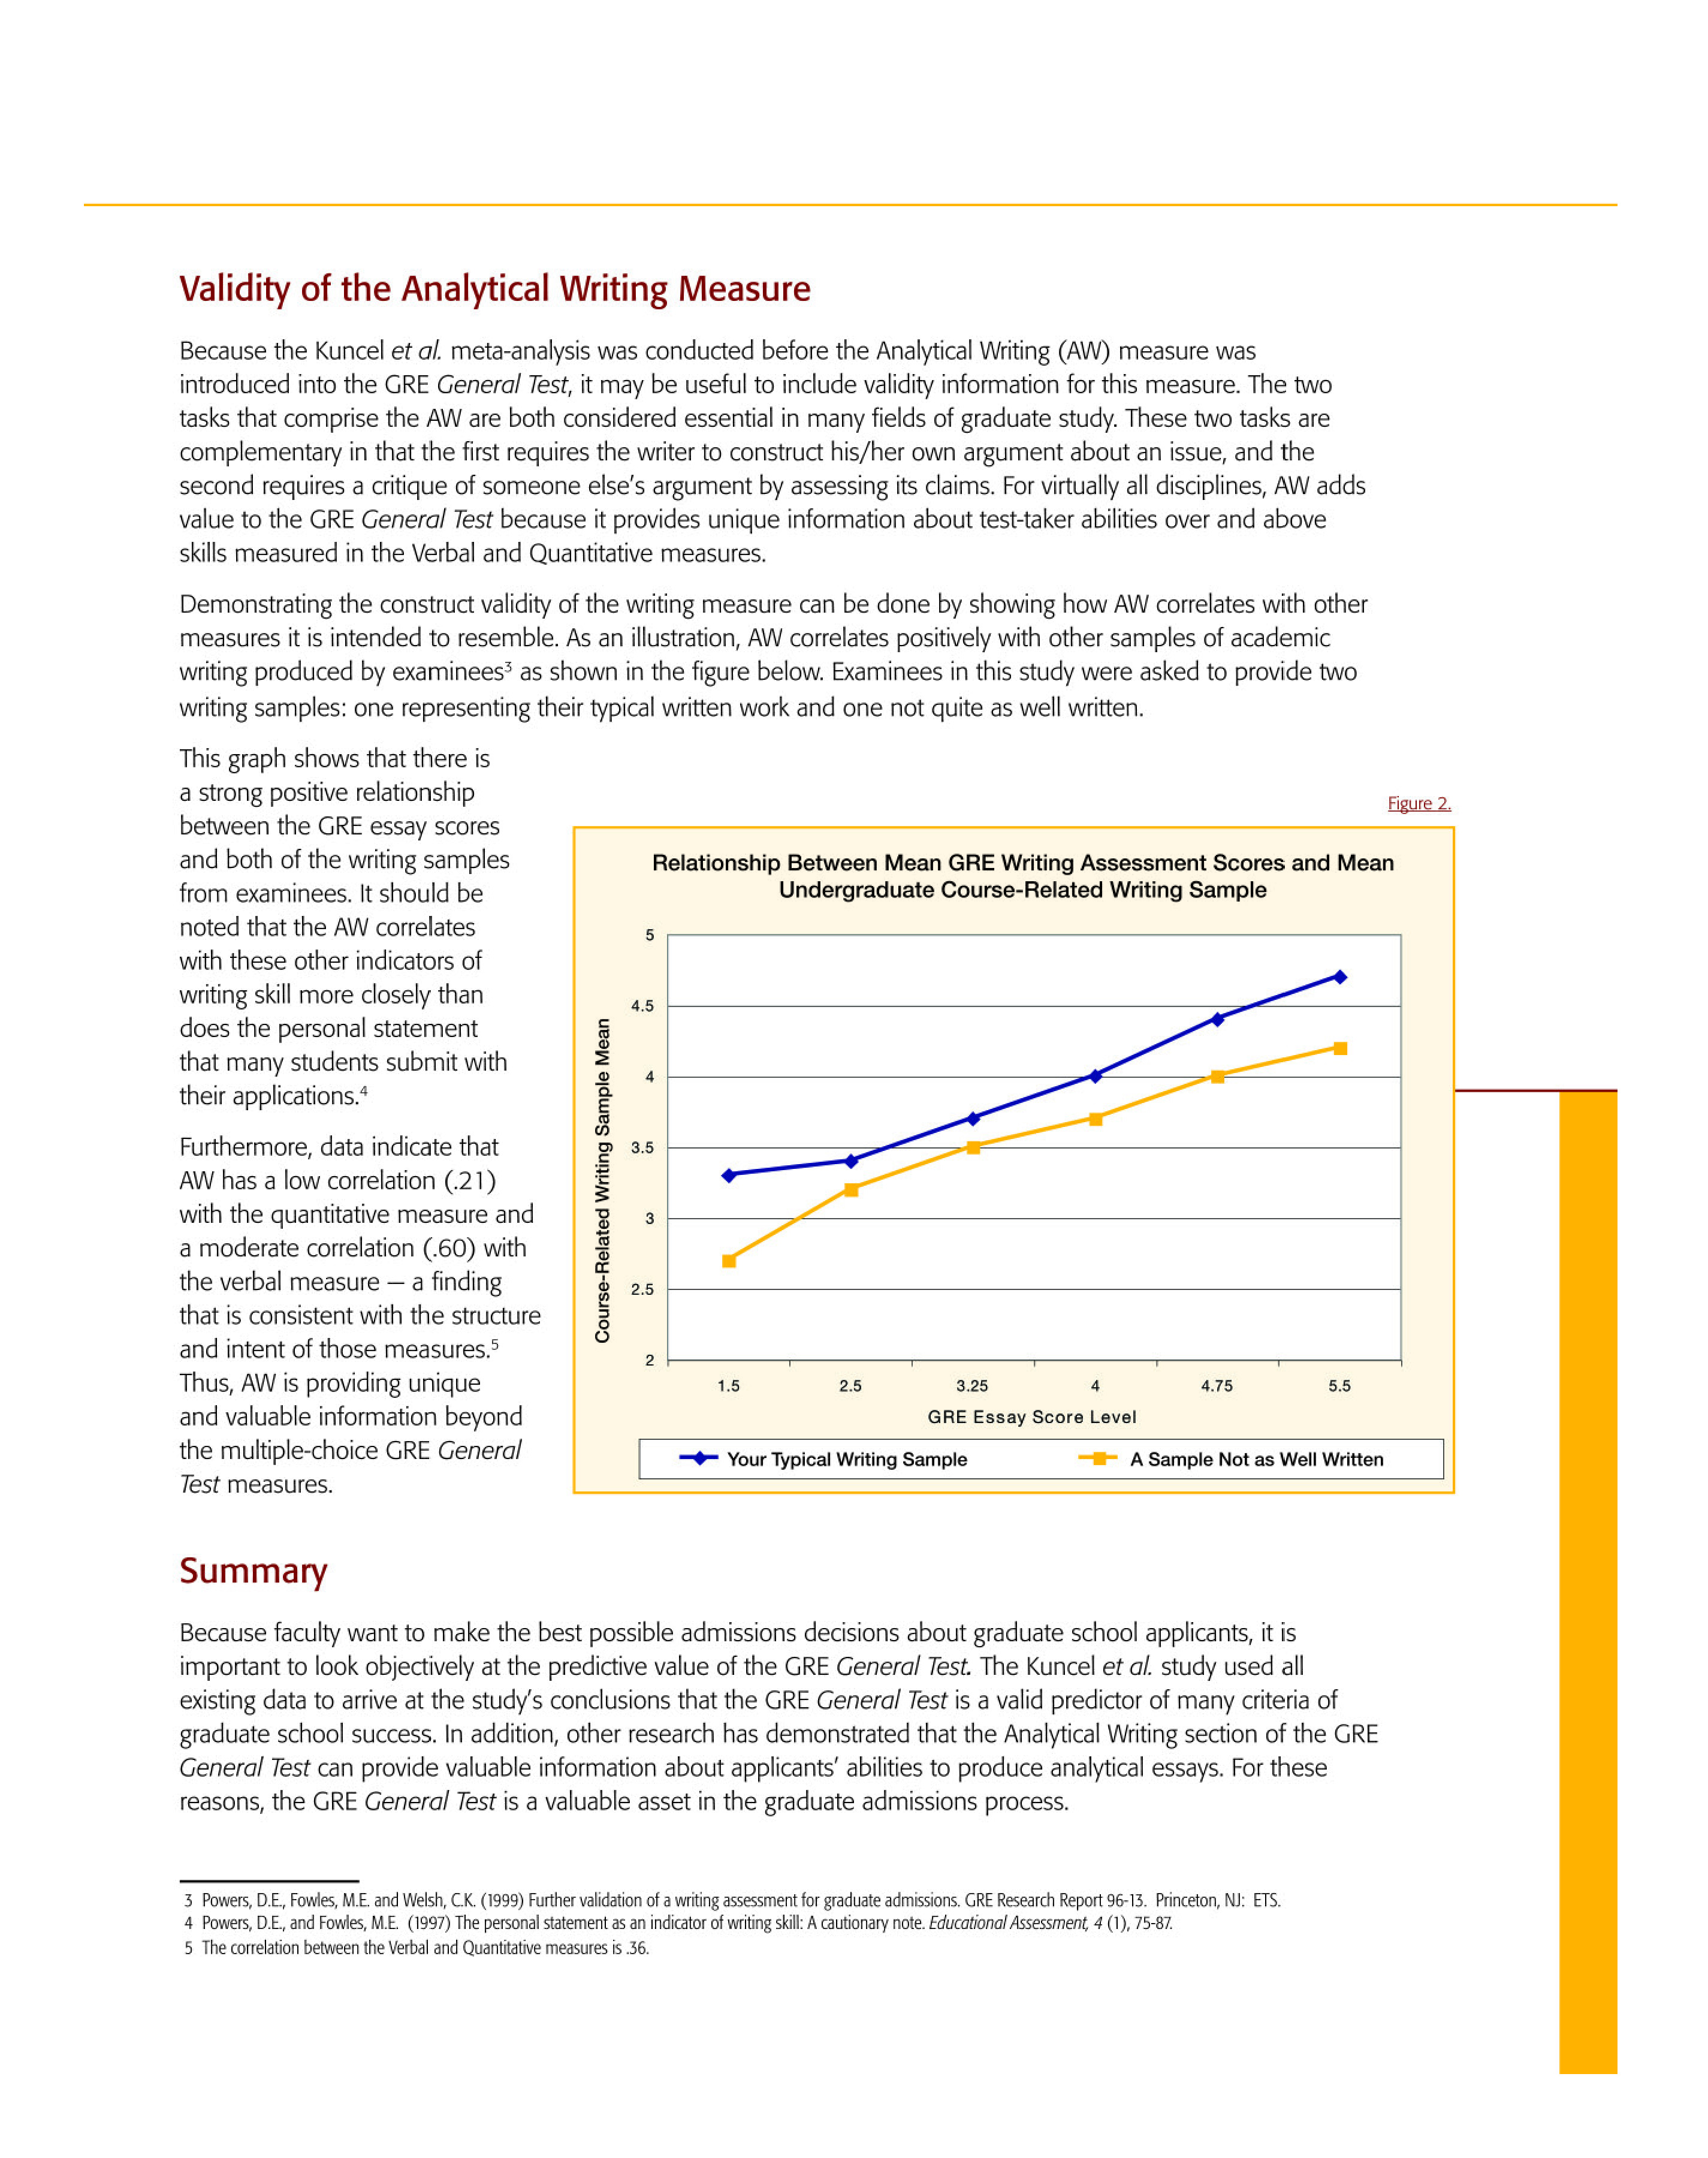 Validity of the Analytical Writing Measure
Because the Kuncel et al. meta-analysis was conducted before the Analytical Writing (AW) measure was
introduced into the GRE General Test, it may be useful to include validity information for this measure. The two
tasks that comprise the AW are both considered essential in many fields of graduate study. These two tasks are
complementary in that the first requires the writer to construct his/her own argument about an issue, and the
second requires a critique of someone else's argument by assessing its claims. For virtually all disciplines, AW adds
value to the GRE General Test because it provides unique information about test-taker abilities over and above
skills measured in the Verbal and Quantitative measures.
Demonstrating the construct validity of the writing measure can be done by showing how AW correlates with other
measures it is intended to resemble. As an illustration, AW correlates positively with other samples of academic
writing produced by examinees³ as shown in the figure below. Examinees in this study were asked to provide two
writing samples: one representing their typical written work and one not quite as well written.
This graph shows that there is
a strong positive relationship
between the GRE essay scores
and both of the writing samples
from examinees. It should be
noted that the AW correlates
with these other indicators of
writing skill more closely than
does the personal statement
that many students submit with
their applications.⁴
Furthermore, data indicate that
AW has a low correlation (.21)
with the quantitative measure and
a moderate correlation (.60) with
the verbal measure — a finding
that is consistent with the structure
and intent of those measures.⁵
Thus, AW is providing unique
and valuable information beyond
the multiple-choice GRE General
Test measures.
Figure 2.
Relationship Between Mean GRE Writing Assessment Scores and Mean
Undergraduate Course-Related Writing Sample
Course-Related Writing Sample Mean
5
4.5
4
3.5
3
2.5
2
1.5 2.5 3.25 4 4.75 5.5
GRE Essay Score Level
Your Typical Writing Sample A Sample Not as Well Written
Summary
Because faculty want to make the best possible admissions decisions about graduate school applicants, it is
important to look objectively at the predictive value of the GRE General Test. The Kuncel et al. study used all
existing data to arrive at the study's conclusions that the GRE General Test is a valid predictor of many criteria of
graduate school success. In addition, other research has demonstrated that the Analytical Writing section of the GRE
General Test can provide valuable information about applicants' abilities to produce analytical essays. For these
reasons, the GRE General Test is a valuable asset in the graduate admissions process.
3 Powers, D.E., Fowles, M.E. and Welsh, C.K. (1999) Further validation of a writing assessment for graduate admissions. GRE Research Report 96-13. Princeton, NJ: ETS.
4 Powers, D.E., and Fowles, M.E. (1997) The personal statement as an indicator of writing skill: A cautionary note. Educational Assessment, 4 (1), 75-87.
5 The correlation between the Verbal and Quantitative measures is .36.